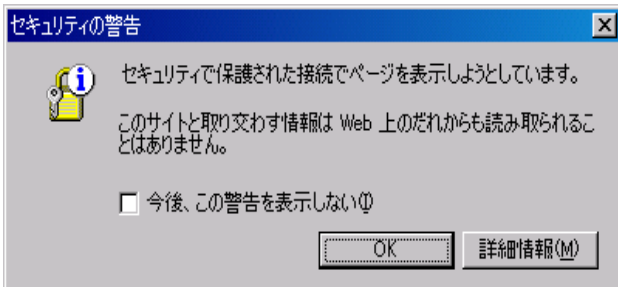 セキュリティの警告
セキュリティで保護された接続でページを表示しようとしています。
このサイトと取り交わす情報は Web 上のだれからも読み取られるこ
とはありません。
今後、この警告を表示しない(I)
OK
詳細情報(M)